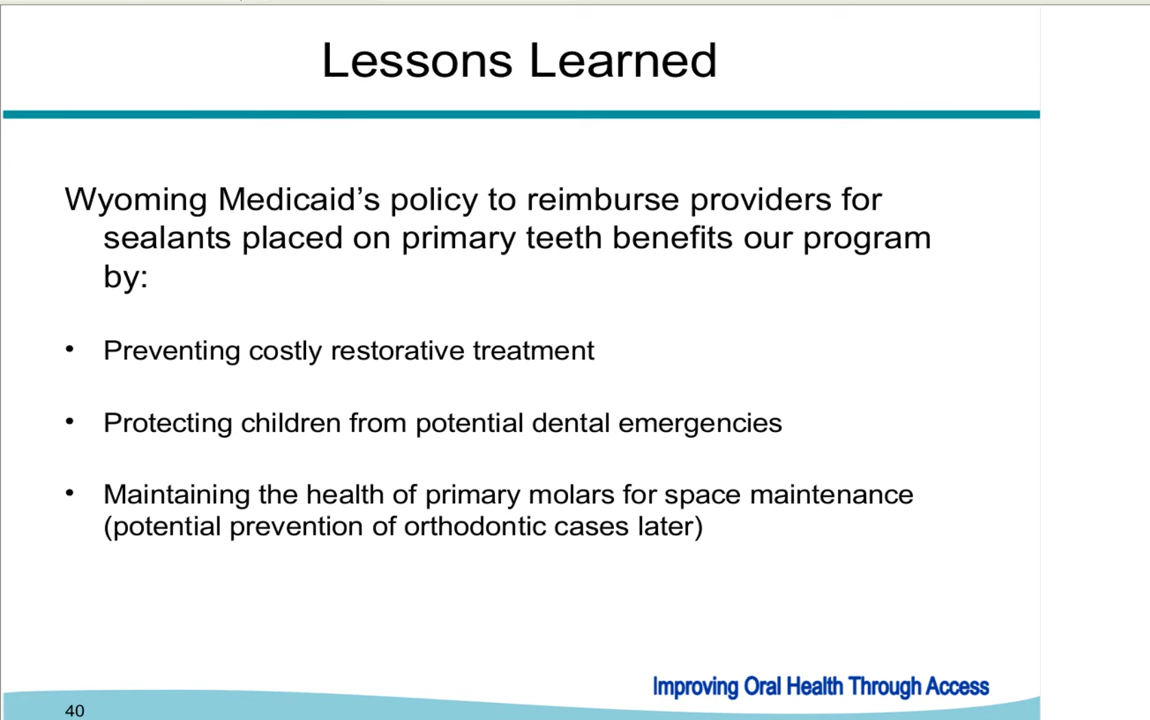 Lessons Learned
Wyoming Medicaid’s policy to reimburse providers for
sealants placed on primary teeth benefits our program
by:
• Preventing costly restorative treatment
• Protecting children from potential dental emergencies
• Maintaining the health of primary molars for space maintenance
(potential prevention of orthodontic cases later)
Improving Oral Health Through Access
40